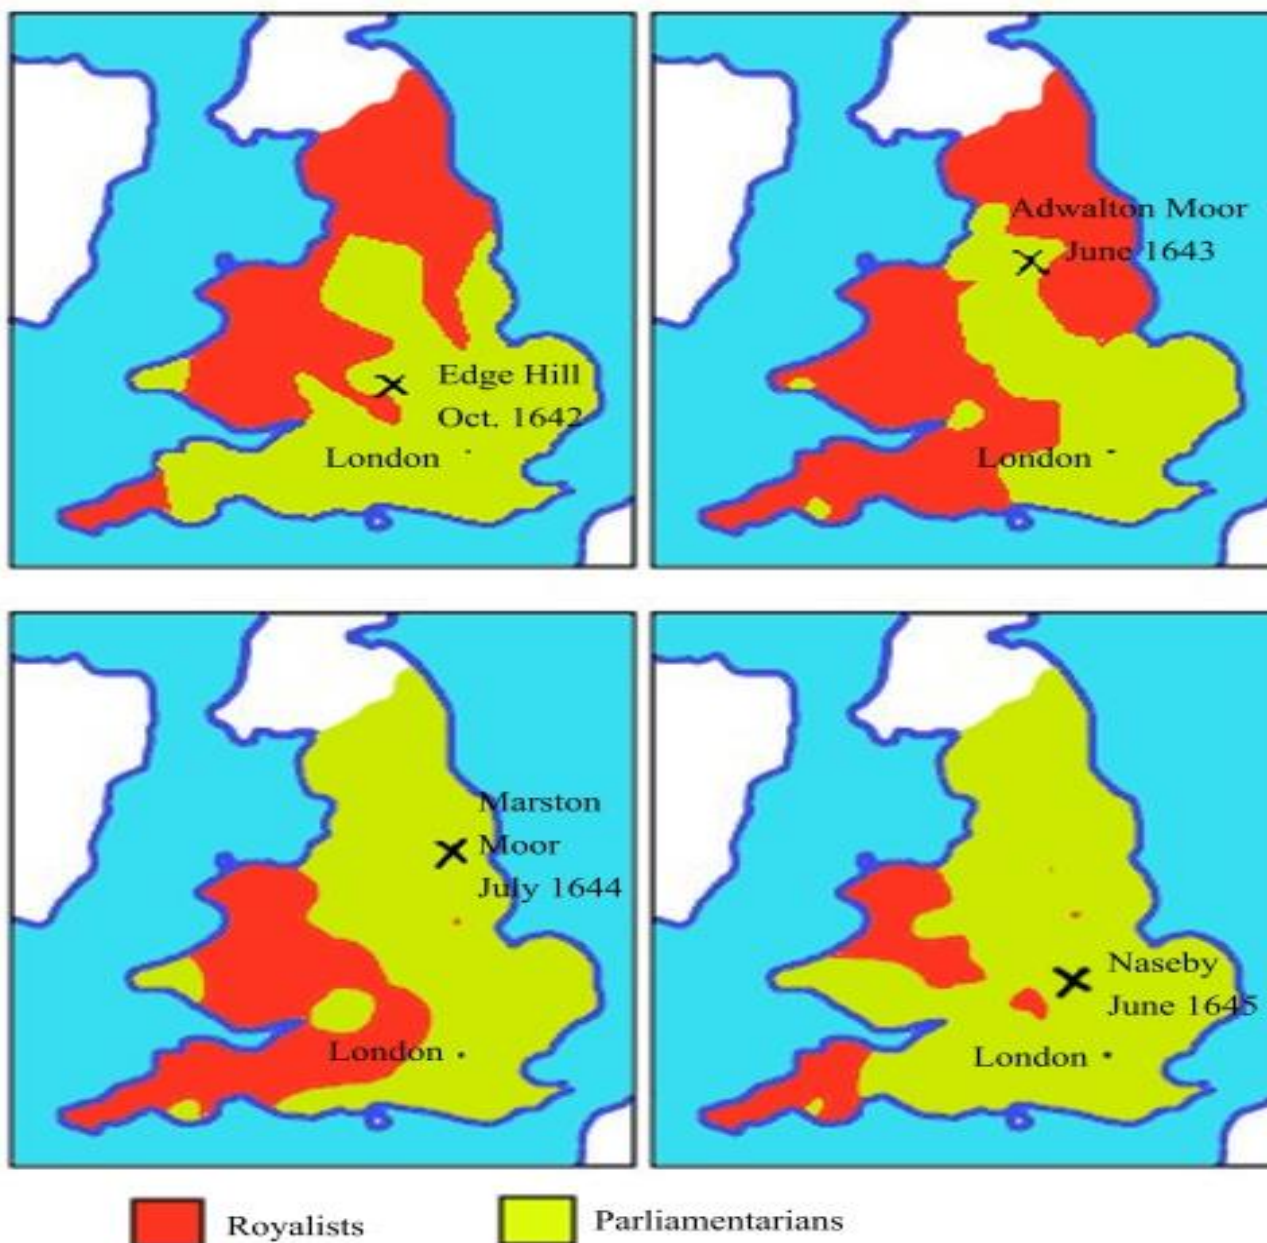 Edge Hill
Oct. 1642
London
Adwalton Moor
June 1643
London
Marston
Moor
July 1644
London
Naseby
June 1645
London
Royalists
Parliamentarians